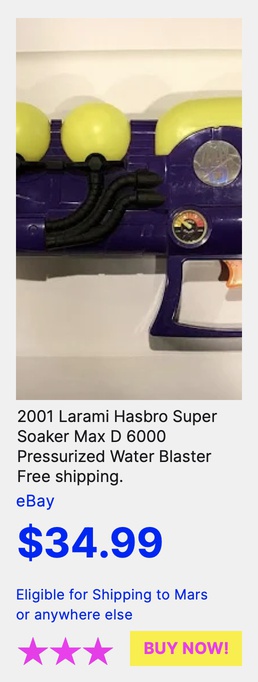 2001 Larami Hasbro Super
Soaker Max D 6000
Pressurized Water Blaster
Free shipping.
eBay
$34.99
Eligible for Shipping to Mars
or anywhere else
BUY NOW!